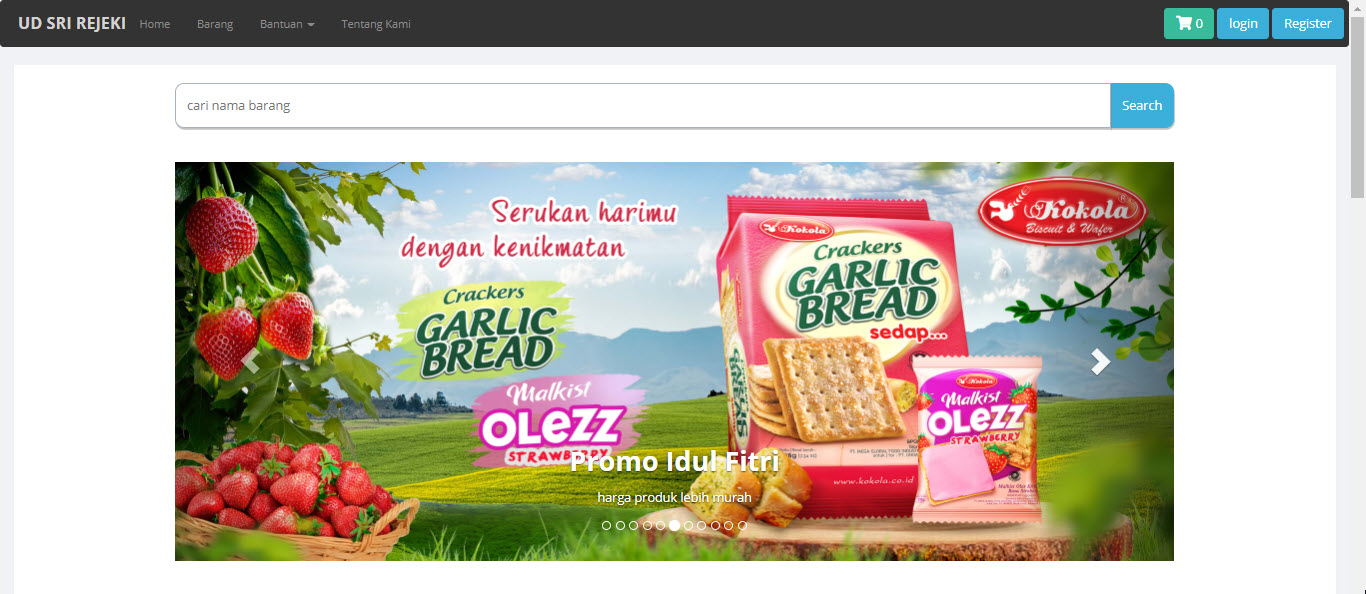 UD SRI REJEKI Home Barang Bantuan Tentang Kami 0 login Register
cari nama barang Search
Serukan harimu
dengan kenikmatan
Crackers
GARLIC
BREAD
Malkist
OLEZZ
STRAWBERRY
Kokola
Biscuit & Wafer
Kokola
Crackers
GARLIC
BREAD
sedap...
Kokola
Malkist
OLEZZ
STRAWBERRY
www.kokola.co.id
Promo Idul Fitri
harga produk lebih murah